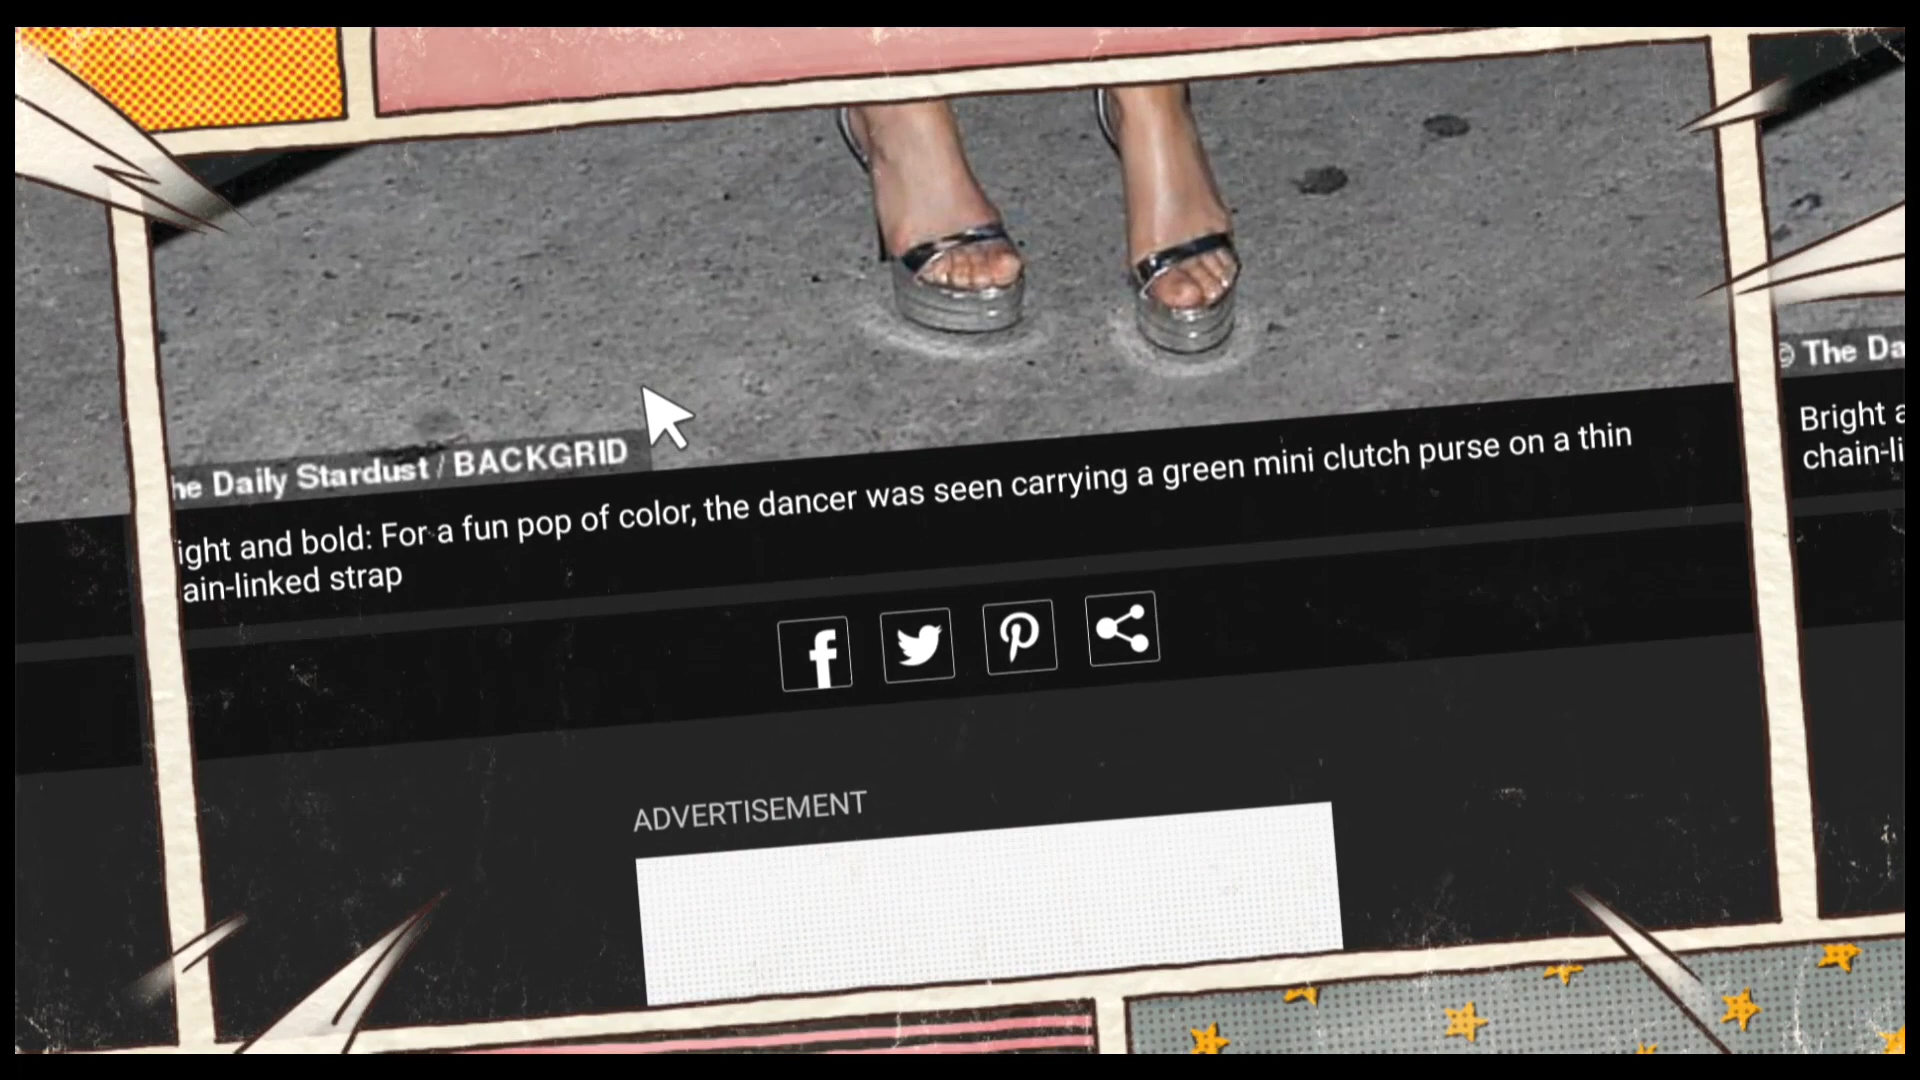 he Daily Stardust / BACKGRID
ight and bold: For a fun pop of color, the dancer was seen carrying a green mini clutch purse on a thin
ain-linked strap
ADVERTISEMENT
© The Da
Bright a
chain-li